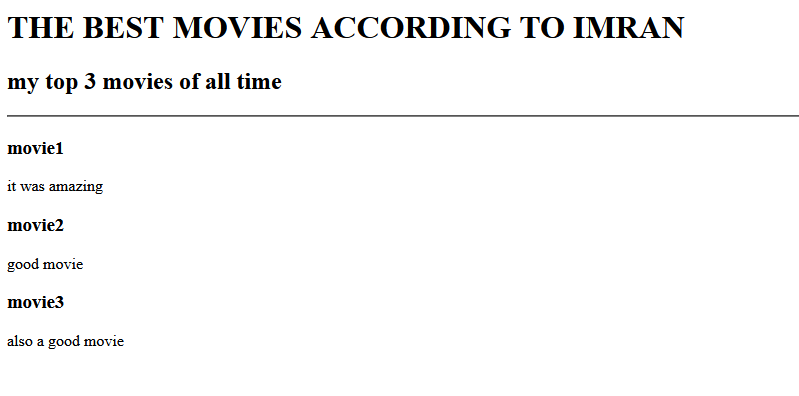 THE BEST MOVIES ACCORDING TO IMRAN
my top 3 movies of all time
movie1
it was amazing
movie2
good movie
movie3
also a good movie